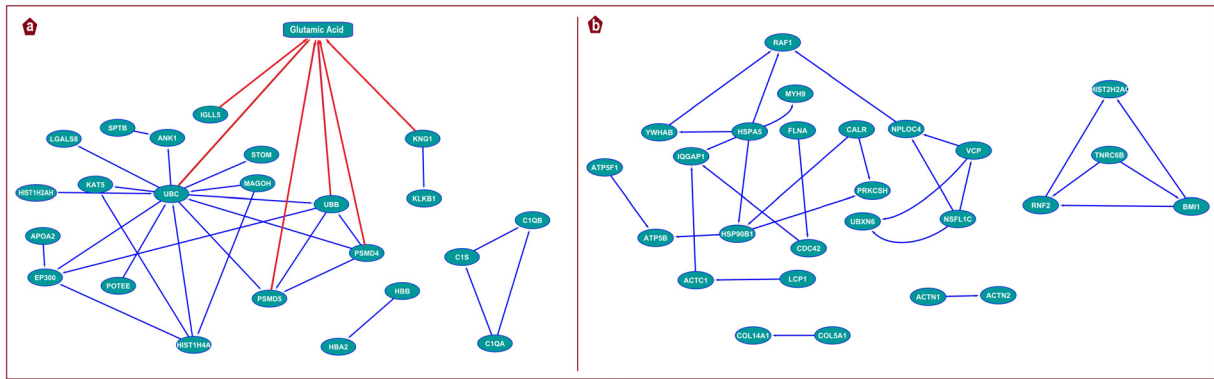 a
Glutamic Acid
IGLL5
SPTB
LGALS8
ANK1
KNG1
STOM
KAT5
MAGOH
HIST1H2AH
UBC
KLKB1
UBB
APOA2
C1QB
PSMD4
C1S
EP300
POTEE
PSMD5
HBB
HIST1H4A
HBA2
C1QA
b
RAF1
HIST2H2AC
MYH9
YWHAB
HSPA5
FLNA
CALR
NPLOC4
VCP
IQGAP1
TNRC6B
ATP5F1
PRKCSH
RNF2
BMI1
UBXN6
NSFL1C
ATP5B
HSP90B1
CDC42
ACTC1
LCP1
ACTN1
ACTN2
COL14A1
COL5A1